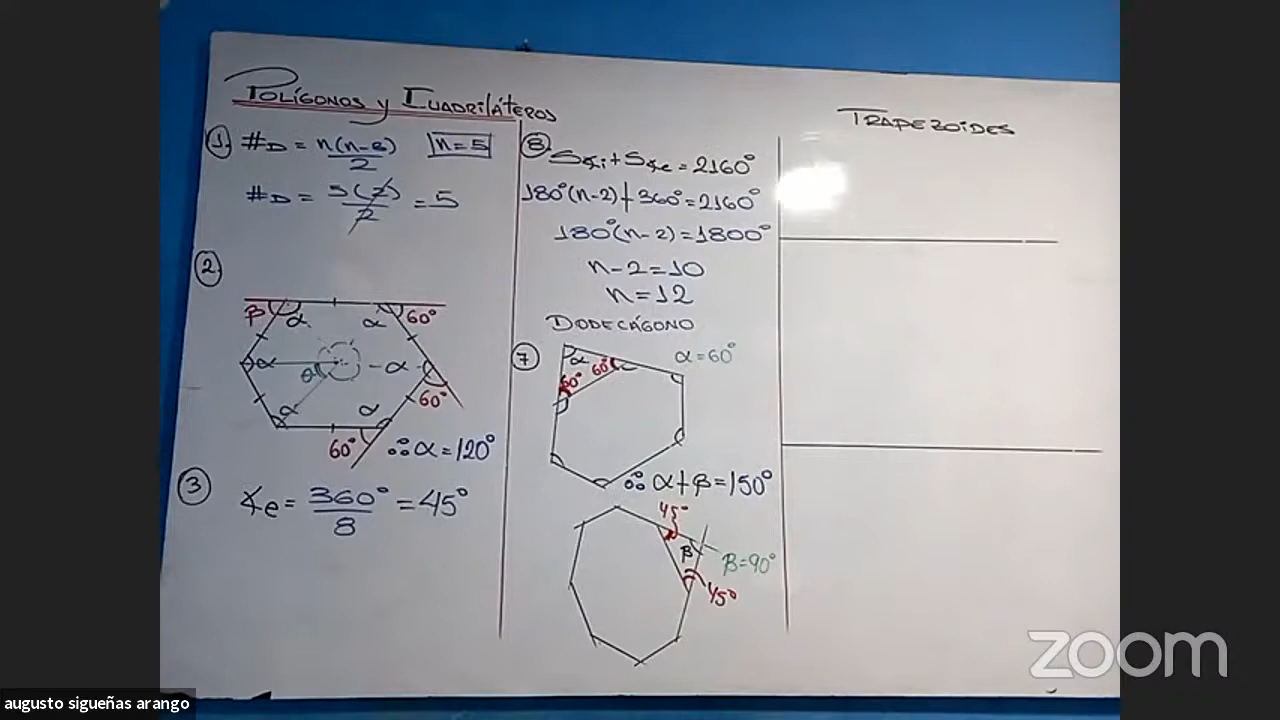 Polígonos y Cuadriláteros
1. #D = n(n-3)/2 n=5
#D = 5(2)/2 = 5
2
β α α 60°
α θ α
60°
α α
60° ∴ α = 120°
3 ∡e = 360°/8 = 45°
8 S∡i + S∡e = 2160°
180°(n-2) + 360° = 2160°
180°(n-2) = 1800°
n-2 = 10
n = 12
DODECÁGONO
7 α α = 60°
60° 60°
∴ α+β = 150°
45°
β β = 90°
45°
TRAPEZOIDES
zoom
augusto sigueñas arango